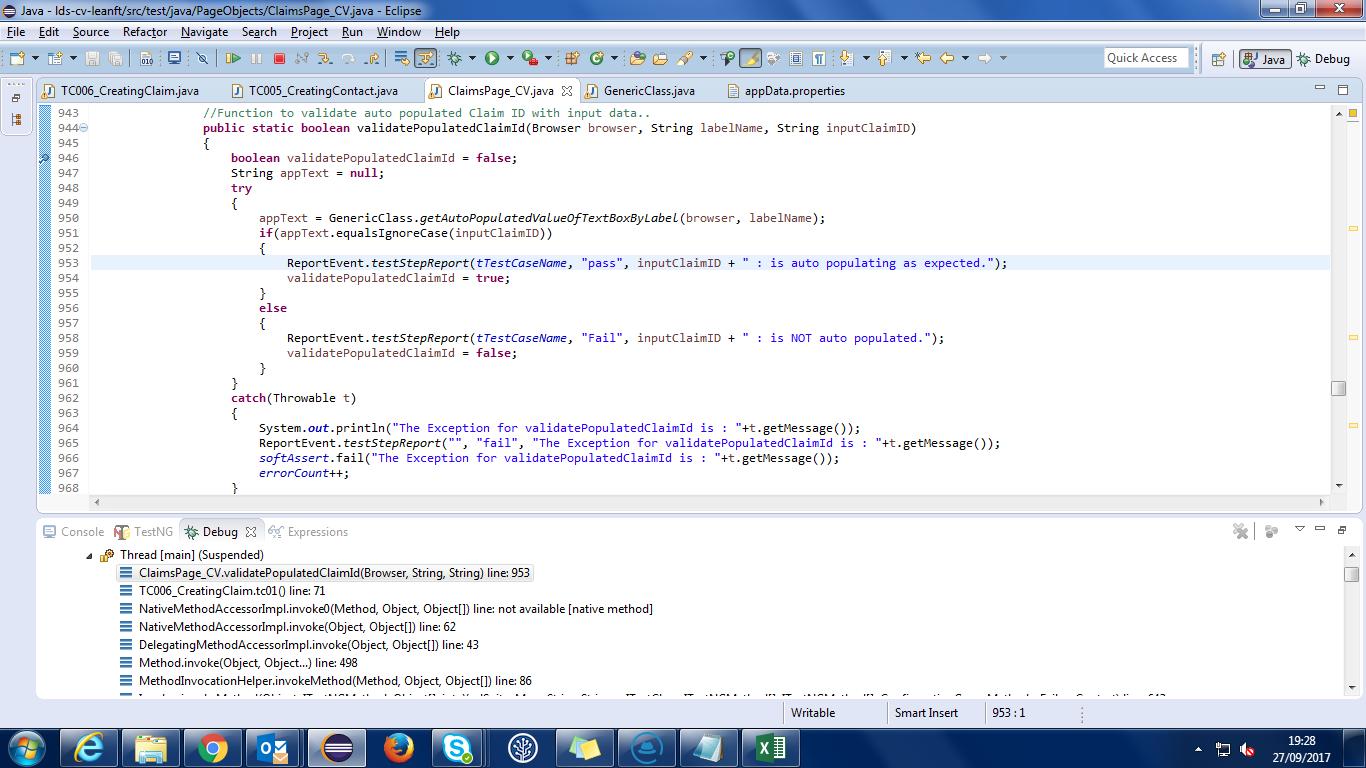 Java - lds-cv-leanft/src/test/java/PageObjects/ClaimsPage_CV.java - Eclipse
File Edit Source Refactor Navigate Search Project Run Window Help
Quick Access Java Debug
TC006_CreatingClaim.java TC005_CreatingContact.java ClaimsPage_CV.java GenericClass.java appData.properties
943 //Function to validate auto populated Claim ID with input data..
944 public static boolean validatePopulatedClaimId(Browser browser, String labelName, String inputClaimID)
945 {
946 boolean validatePopulatedClaimId = false;
947 String appText = null;
948 try
949 {
950 appText = GenericClass.getAutoPopulatedValueOfTextBoxByLabel(browser, labelName);
951 if(appText.equalsIgnoreCase(inputClaimID))
952 {
953 ReportEvent.testStepReport(tTestCaseName, "pass", inputClaimID + " : is auto populating as expected.");
954 validatePopulatedClaimId = true;
955 }
956 else
957 {
958 ReportEvent.testStepReport(tTestCaseName, "Fail", inputClaimID + " : is NOT auto populated.");
959 validatePopulatedClaimId = false;
960 }
961 }
962 catch(Throwable t)
963 {
964 System.out.println("The Exception for validatePopulatedClaimId is : "+t.getMessage());
965 ReportEvent.testStepReport("", "fail", "The Exception for validatePopulatedClaimId is : "+t.getMessage());
966 softAssert.fail("The Exception for validatePopulatedClaimId is : "+t.getMessage());
967 errorCount++;
968 }
Console TestNG Debug Expressions
Thread [main] (Suspended)
ClaimsPage_CV.validatePopulatedClaimId(Browser, String, String) line: 953
TC006_CreatingClaim.tc01() line: 71
NativeMethodAccessorImpl.invoke0(Method, Object, Object[]) line: not available [native method]
NativeMethodAccessorImpl.invoke(Object, Object[]) line: 62
DelegatingMethodAccessorImpl.invoke(Object, Object[]) line: 43
Method.invoke(Object, Object...) line: 498
MethodInvocationHelper.invokeMethod(Method, Object, Object[]) line: 86
Writable Smart Insert 953 : 1
19:28
27/09/2017